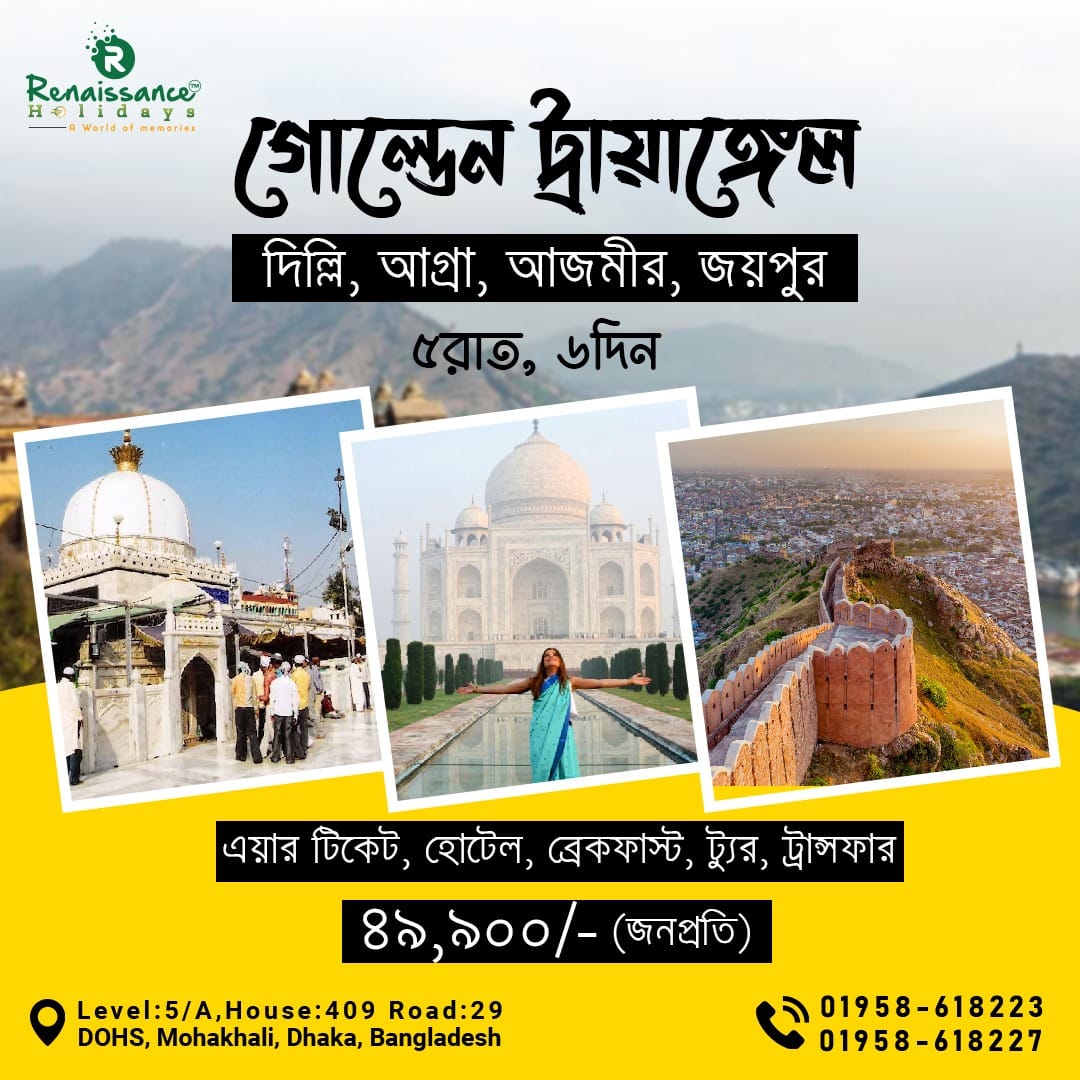 Renaissance™
Holidays
A World of memories
গোল্ডেন ট্রায়াঙ্গেল
দিল্লি, আগ্রা, আজমীর, জয়পুর
৫রাত, ৬দিন
এয়ার টিকেট, হোটেল, ব্রেকফাস্ট, ট্যুর, ট্রান্সফার
৪৯,৯০০/- (জনপ্রতি)
Level:5/A,House:409 Road:29
DOHS, Mohakhali, Dhaka, Bangladesh
01958-618223
01958-618227